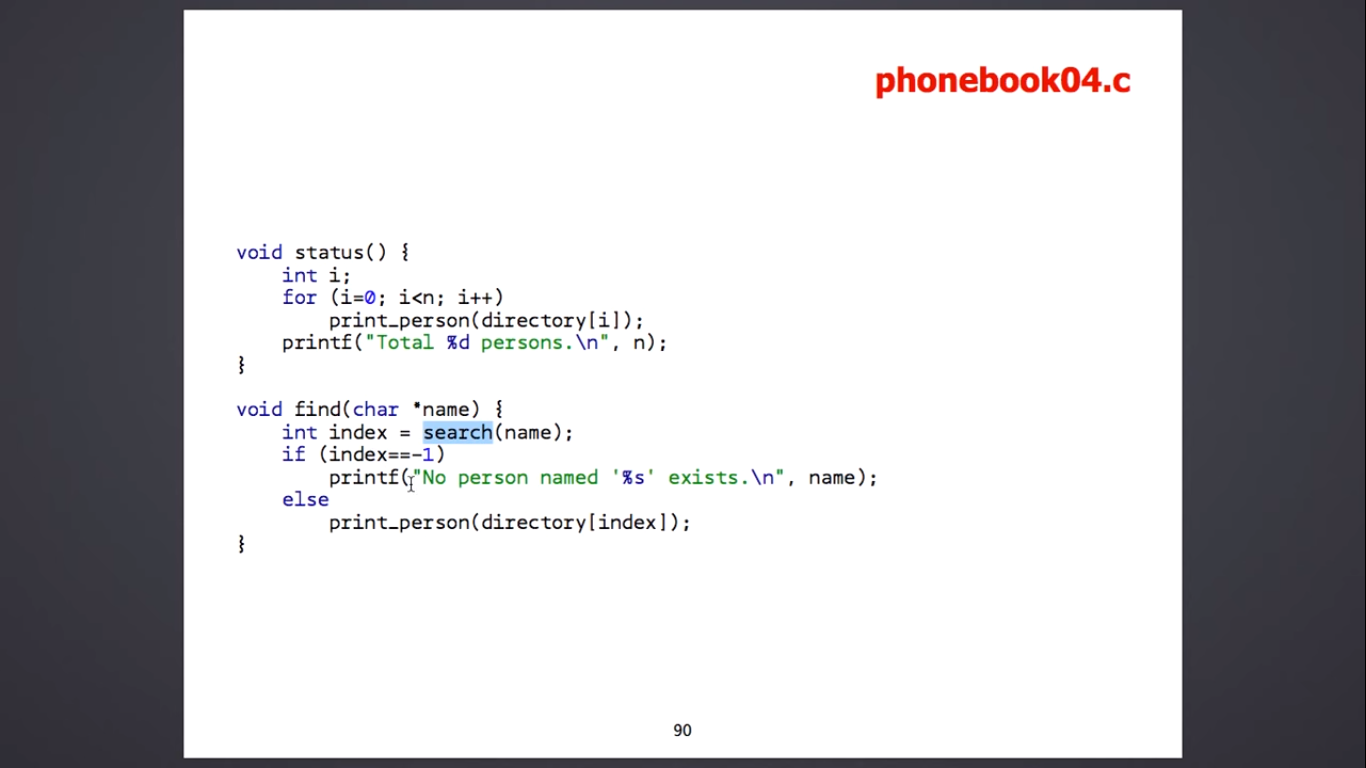 phonebook04.c
void status() {
    int i;
    for (i=0; i<n; i++)
        print_person(directory[i]);
    printf("Total %d persons.\n", n);
}
void find(char *name) {
    int index = search(name);
    if (index==-1)
        printf("No person named '%s' exists.\n", name);
    else
        print_person(directory[index]);
}
90